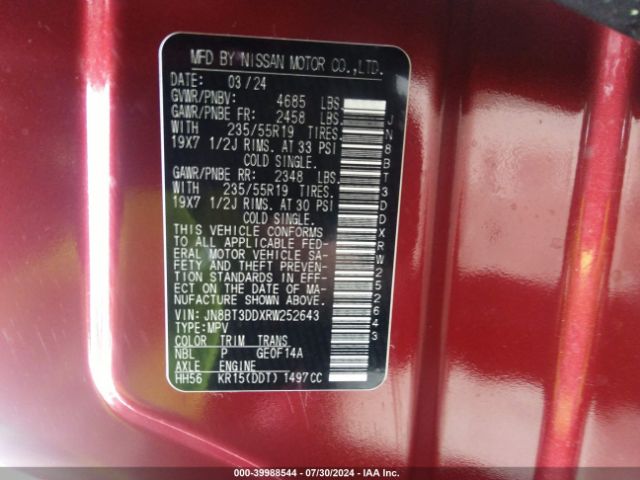 MFD BY NISSAN MOTOR CO.,LTD.
DATE: 03/24
GVWR/PNBV: 4685 LBS.
GAWR/PNBE FR: 2458 LBS.
WITH 235/55R19 TIRES.
19X7 1/2J RIMS. AT 33 PSI
COLD SINGLE.
GAWR/PNBE RR: 2348 LBS.
WITH 235/55R19 TIRES.
19X7 1/2J RIMS. AT 30 PSI
COLD SINGLE.
THIS VEHICLE CONFORMS
TO ALL APPLICABLE FED-
ERAL MOTOR VEHICLE SA-
FETY AND THEFT PREVEN-
TION STANDARDS IN EFF-
ECT ON THE DATE OF MA-
NUFACTURE SHOWN ABOVE.
VIN: JN8BT3DDXRW252643
TYPE:MPV
COLOR TRIM TRANS
NBL P GE0F14A
AXLE ENGINE
HH56 KR15(DDT) 1497CC
JN8BT3DDXRW252643
000-39988544 / 07/30/2024 - IAA Inc.